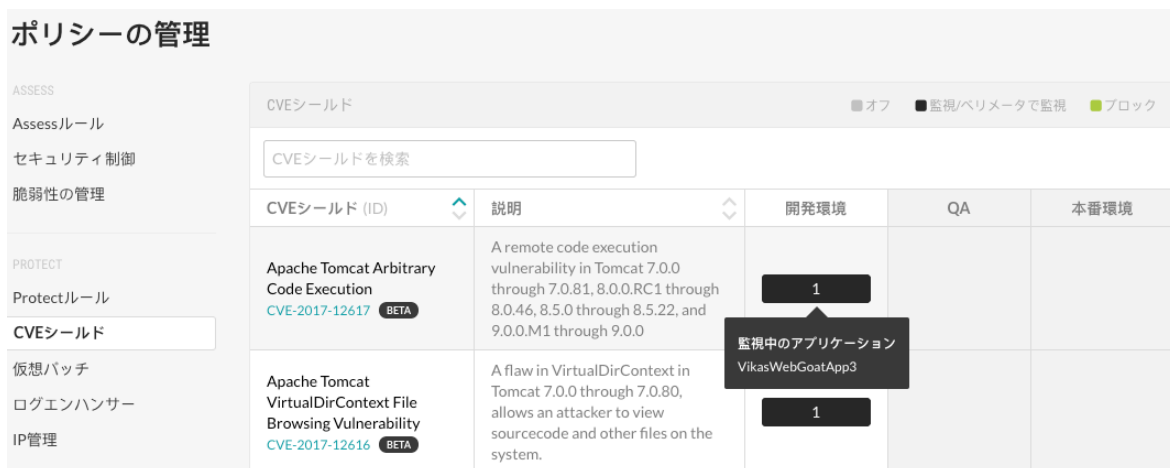 ポリシーの管理
ASSESS
Assessルール
セキュリティ制御
脆弱性の管理
PROTECT
Protectルール
CVEシールド
仮想パッチ
ログエンハンサー
IP管理
CVEシールド
オフ 監視/ペリメータで監視 ブロック
CVEシールドを検索
CVEシールド (ID) 説明 開発環境 QA 本番環境
Apache Tomcat Arbitrary
Code Execution
CVE-2017-12617 BETA
A remote code execution
vulnerability in Tomcat 7.0.0
through 7.0.81, 8.0.0.RC1 through
8.0.46, 8.5.0 through 8.5.22, and
9.0.0.M1 through 9.0.0
1
監視中のアプリケーション
VikasWebGoatApp3
Apache Tomcat
VirtualDirContext File
Browsing Vulnerability
CVE-2017-12616 BETA
A flaw in VirtualDirContext in
Tomcat 7.0.0 through 7.0.80,
allows an attacker to view
sourcecode and other files on the
system.
1